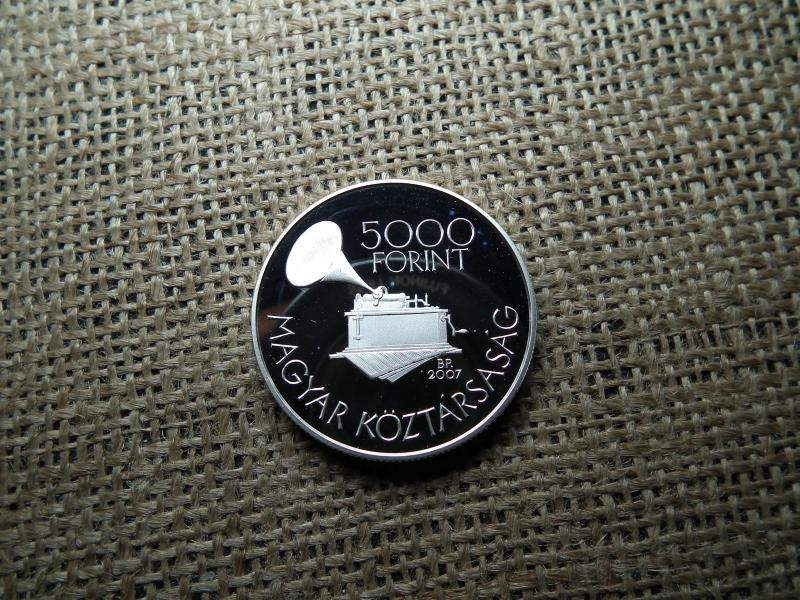 5000
FORINT
BP.
2007
MAGYAR KÖZTÁRSASÁG